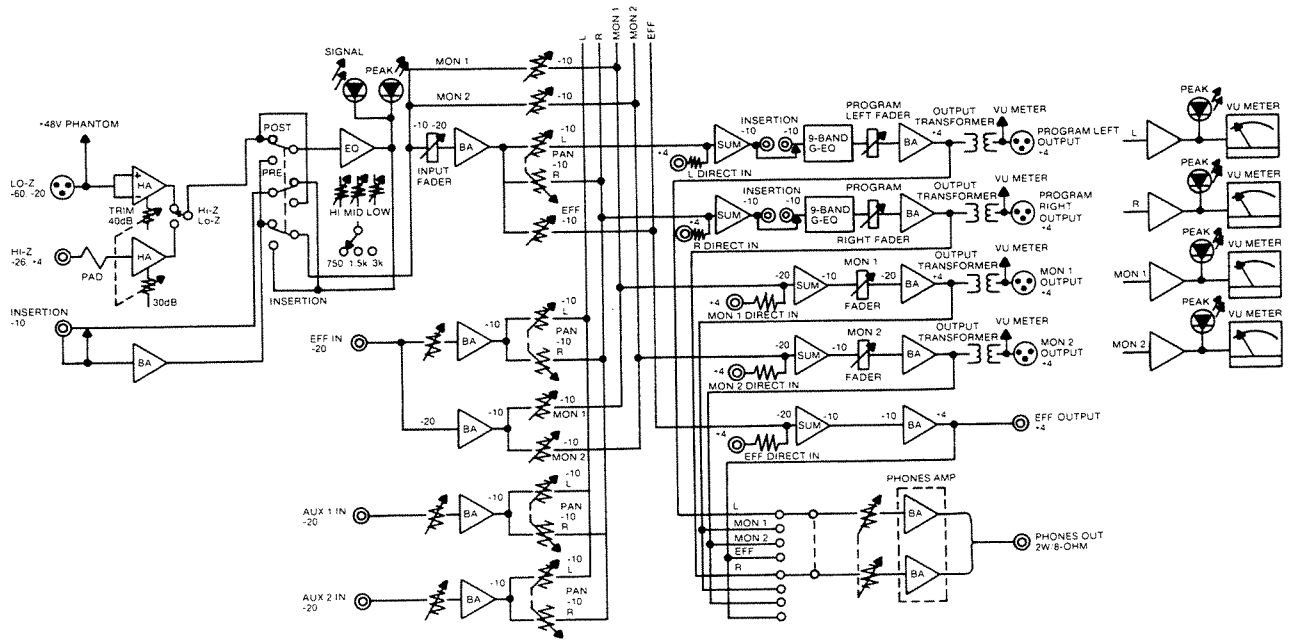 L
R
MON 1
MON 2
EFF
SIGNAL
PEAK
MON 1
-10
MON 2
-10
+48V PHANTOM
LO-Z
-60, -20
+
-
HA
TRIM
40dB
HI-Z
LO-Z
HI-Z
-26, +4
PAD
HA
30dB
INSERTION
-10
BA
POST
PRE
INSERTION
EQ
HI MID LOW
750 1.5k 3k
-10 -20
INPUT
FADER
BA
-10
L
PAN
-10
R
EFF
-10
EFF IN
-20
BA
-10
-10
L
PAN
-10
R
-20
BA
-10
-10
MON 1
-10
MON 2
AUX 1 IN
-20
BA
-10
-10
L
PAN
-10
R
AUX 2 IN
-20
BA
-10
-10
L
PAN
-10
R
+4
L DIRECT IN
SUM
INSERTION
-10
-10
9-BAND
G-EQ
PROGRAM
LEFT FADER
BA
+4
OUTPUT
TRANSFORMER
VU METER
PROGRAM LEFT
OUTPUT
+4
+4
R DIRECT IN
SUM
INSERTION
-10
-10
9-BAND
G-EQ
PROGRAM
RIGHT FADER
BA
+4
OUTPUT
TRANSFORMER
VU METER
PROGRAM
RIGHT
OUTPUT
+4
+4
MON 1 DIRECT IN
-20
SUM
-10
MON 1
FADER
-20
BA
+4
OUTPUT
TRANSFORMER
VU METER
MON 1
OUTPUT
+4
+4
MON 2 DIRECT IN
-20
SUM
-10
MON 2
FADER
BA
OUTPUT
TRANSFORMER
VU METER
MON 2
OUTPUT
+4
+4
EFF DIRECT IN
-20
SUM
-10
-10
BA
+4
EFF OUTPUT
+4
L
MON 1
MON 2
EFF
R
PHONES AMP
BA
BA
PHONES OUT
2W/8-OHM
L
PEAK
VU METER
R
PEAK
VU METER
MON 1
PEAK
VU METER
MON 2
PEAK
VU METER